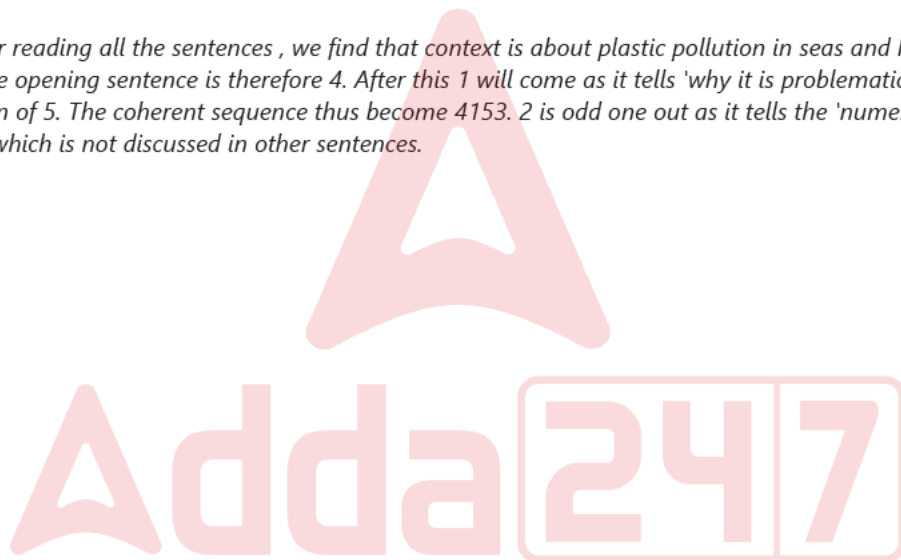 reading all the sentences , we find that context is about plastic pollution in seas and
opening sentence is therefore 4. After this 1 will come as it tells 'why it is problematic
of 5. The coherent sequence thus become 4153. 2 is odd one out as it tells the
which is not discussed in other sentences.
Adda247